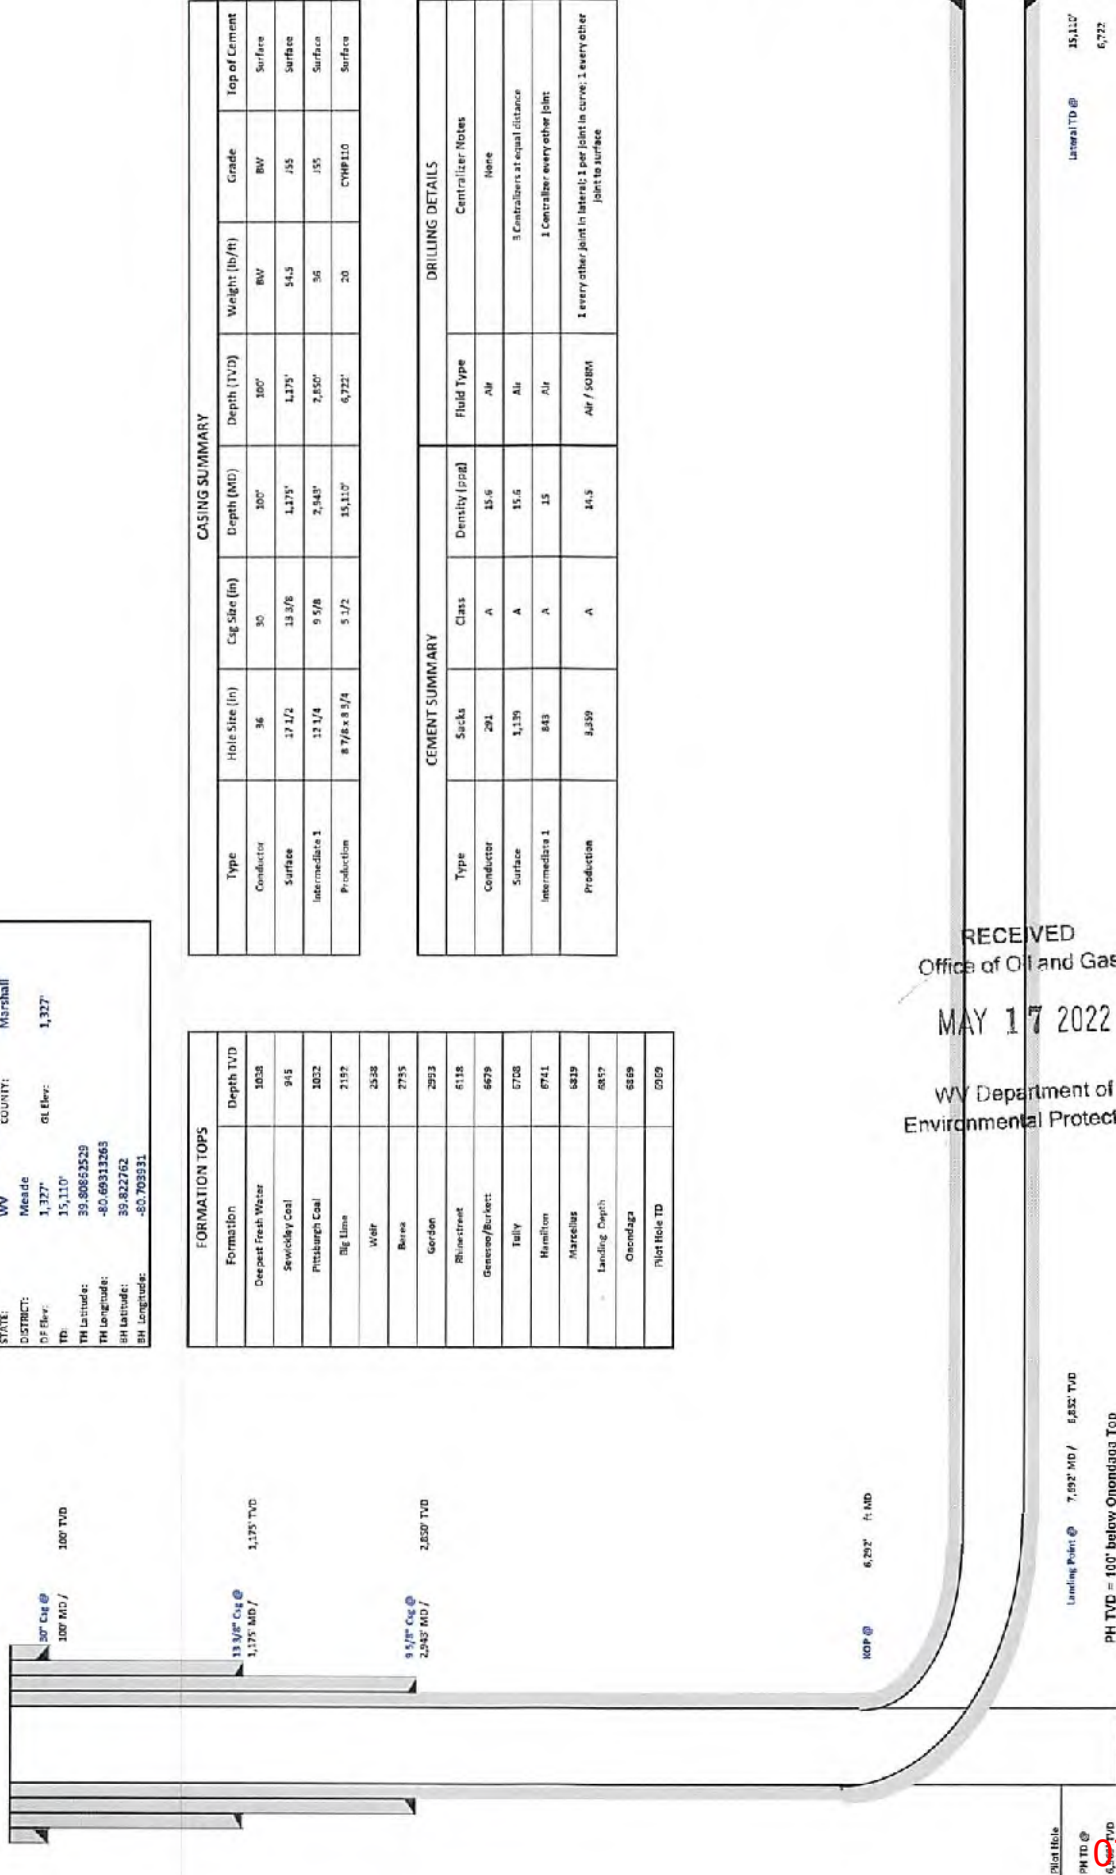 STATE: WV COUNTY: Marshall
DISTRICT: Meade
DF Elev: 1,327' GL Elev: 1,327'
TD: 15,110'
TH Latitude: 39.80862529
TH Longitude: -80.69313263
BH Latitude: 39.822762
BH Longitude: -80.703931
FORMATION TOPS
Formation Depth TVD
Deepest Fresh Water 1038
Sewickley Coal 945
Pittsburgh Coal 1032
Big Lime 2192
Weir 2538
Berea 2735
Gordon 2993
Rhinestreet 6118
Geneseo/Burkett 6679
Tully 6708
Hamilton 6741
Marcellus 6819
Landing Depth 6852
Onondaga 6869
Pilot Hole TD 6969
CASING SUMMARY
Type Hole Size (in) Csg Size (in) Depth (MD) Depth (TVD) Weight (lb/ft) Grade Top of Cement
Conductor 36 30 100' 100' BW BW Surface
Surface 17 1/2 13 3/8 1,175' 1,175' 54.5 J55 Surface
Intermediate 1 12 1/4 9 5/8 2,943' 2,850' 36 J55 Surface
Production 8 7/8 x 8 3/4 5 1/2 15,110' 6,722' 20 CYHP110 Surface
CEMENT SUMMARY DRILLING DETAILS
Type Sacks Class Density (ppg) Fluid Type Centralizer Notes
Conductor 291 A 15.6 Air None
Surface 1,139 A 15.6 Air 3 Centralizers at equal distance
Intermediate 1 843 A 15 Air 1 Centralizer every other joint
Production 3,359 A 14.5 Air / SOBM 1 every other joint in lateral; 1 per joint in curve; 1 every other
joint to surface
30" Csg @
100' MD / 100' TVD
13 3/8" Csg @
1,175' MD / 1,175' TVD
9 5/8" Csg @
2,943' MD / 2,850' TVD
KOP @ 6,292' ft MD
Landing Point @ 7,692' MD / 6,852' TVD
PH TVD = 100' below Onondaga Top
Lateral TD @ 15,110'
6,722
Pilot Hole
PH TD @
TVD
RECEIVED
Office of Oil and Gas
MAY 17 2022
WV Department of
Environmental Protect
0